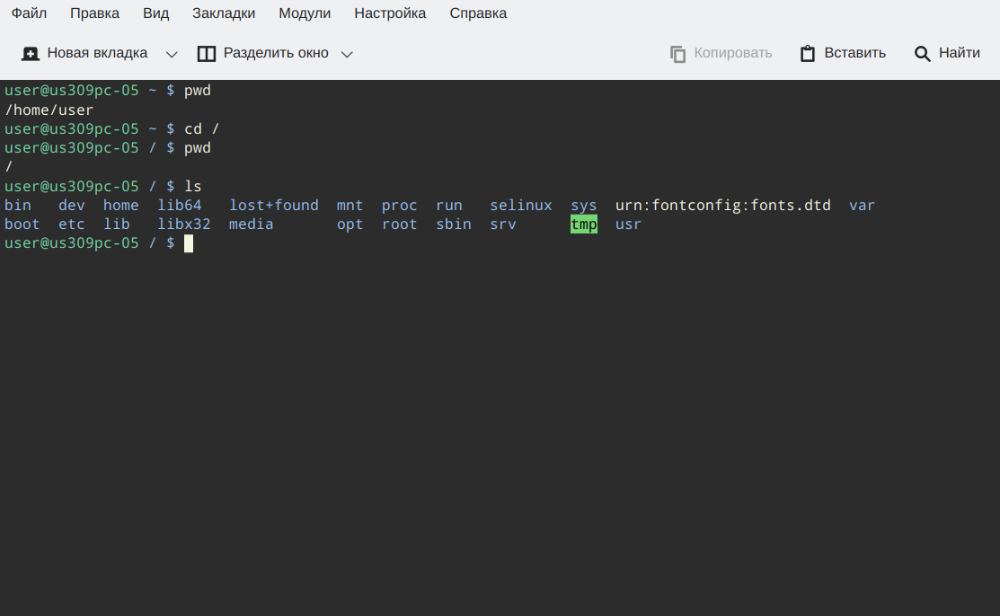 Файл Правка Вид Закладки Модули Настройка Справка
Новая вкладка Разделить окно Копировать Вставить Найти
user@us309pc-05 ~ $ pwd
/home/user
user@us309pc-05 ~ $ cd /
user@us309pc-05 / $ pwd
/
user@us309pc-05 / $ ls
bin dev home lib64 lost+found mnt proc run selinux sys urn:fontconfig:fonts.dtd var
boot etc lib libx32 media opt root sbin srv tmp usr
user@us309pc-05 / $